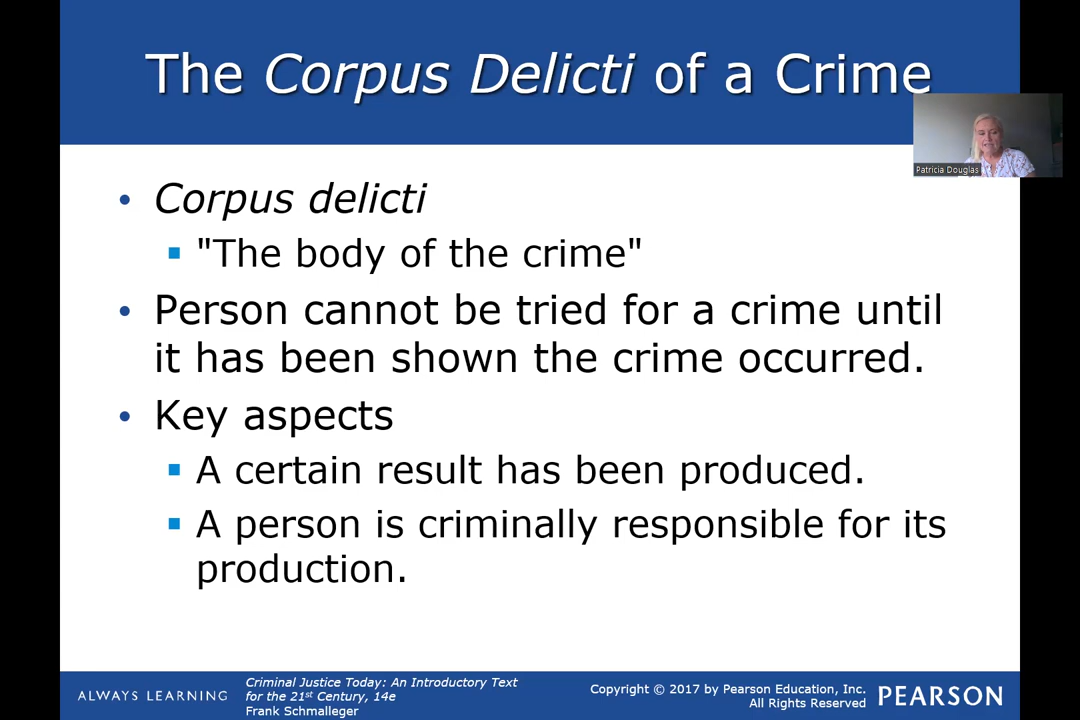 The Corpus Delicti of a Crime
Patricia Douglas
• Corpus delicti
▪ "The body of the crime"
• Person cannot be tried for a crime until
it has been shown the crime occurred.
• Key aspects
▪ A certain result has been produced.
▪ A person is criminally responsible for its
production.
ALWAYS LEARNING
Criminal Justice Today: An Introductory Text
for the 21st Century, 14e
Frank Schmalleger
Copyright © 2017 by Pearson Education, Inc.
All Rights Reserved
PEARSON